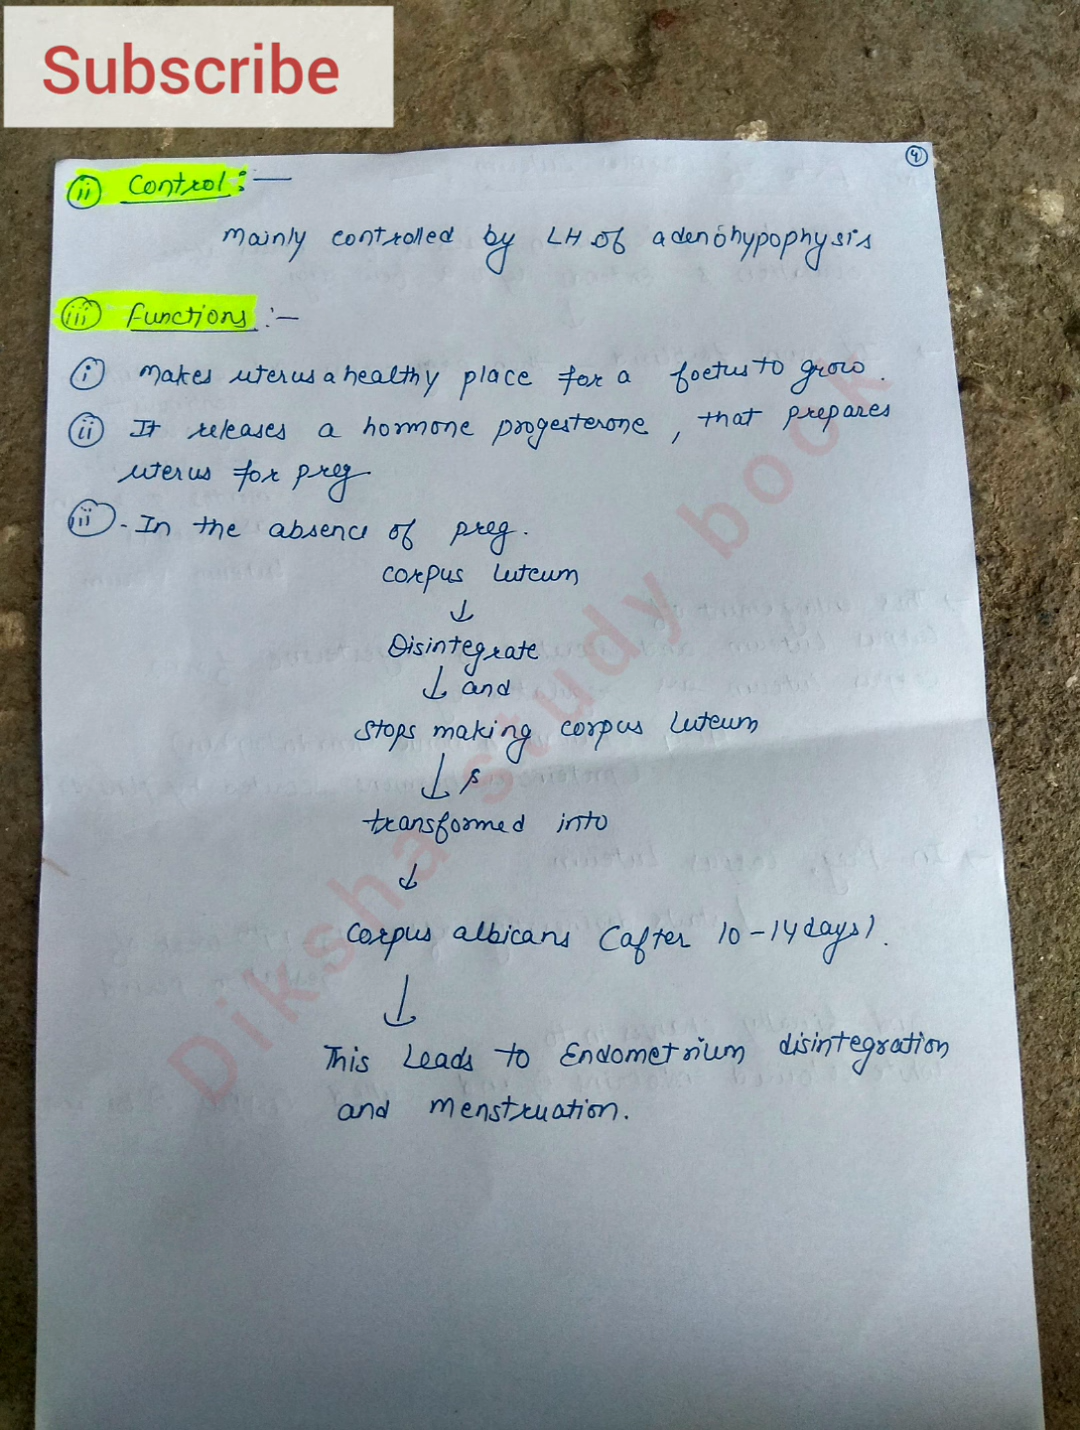 Subscribe
4
ii Control :—
Mainly controlled by LH of adenohypophysis
iii functions :—
i Makes uterus a healthy place for a foetus to grow.
ii It releases a hormone progesterone, that prepares
uterus for preg
iii - In the absence of preg.
corpus luteum
↓
Disintegrate
↓ and
stops making corpus luteum
↓ &
transformed into
↓
Corpus albicans (after 10-14 days).
↓
This leads to Endometrium disintegration
and menstruation.
Diksha study book